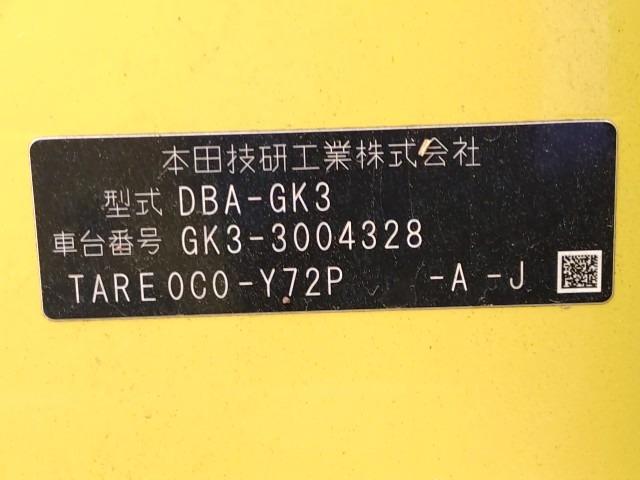 本田技研工業株式会社
型式 DBA-GK3
車台番号 GK3-3004328
TARE0C0-Y72P -A -J